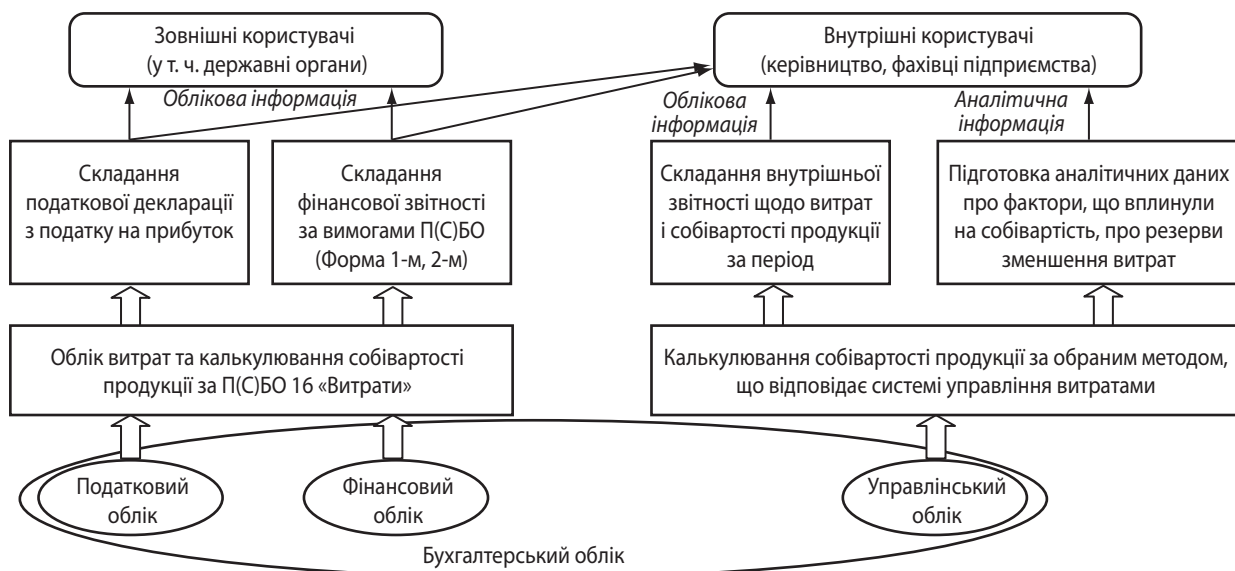 Зовнішні користувачі
(у т. ч. державні органи)
Внутрішні користувачі
(керівництво, фахівці підприємства)
Облікова інформація
Облікова
інформація
Аналітична
інформація
Складання
податкової декларації
з податку на прибуток
Складання
фінансової звітності
за вимогами П(С)БО
(Форма 1-м, 2-м)
Складання внутрішньої
звітності щодо витрат
і собівартості продукції
за період
Підготовка аналітичних даних
про фактори, що вплинули
на собівартість, про резерви
зменшення витрат
Облік витрат та калькулювання собівартості
продукції за П(С)БО 16 «Витрати»
Калькулювання собівартості продукції за обраним методом,
що відповідає системі управління витратами
Податковий
облік
Фінансовий
облік
Управлінський
облік
Бухгалтерський облік